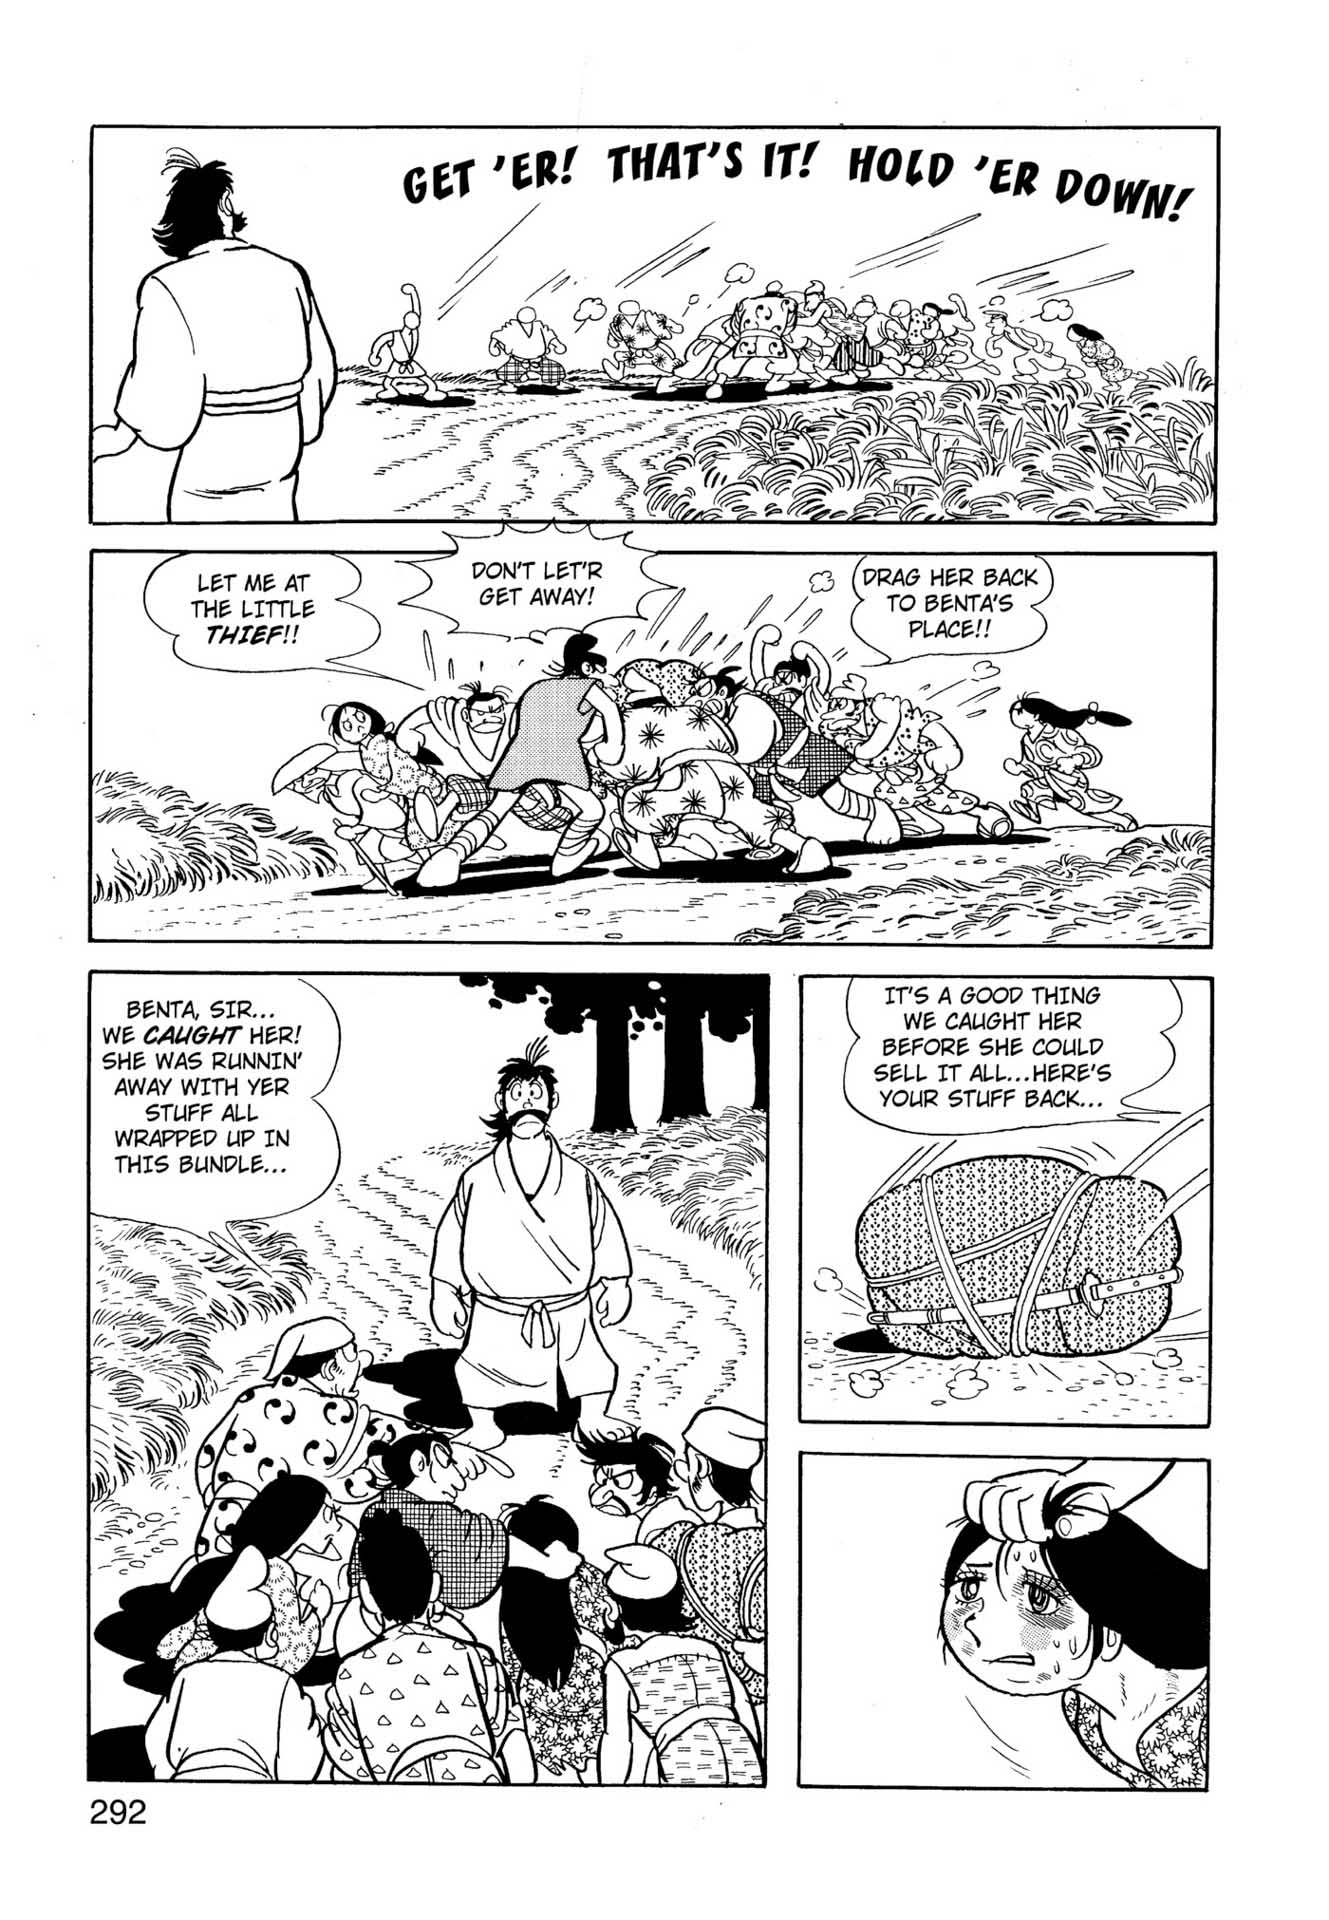 GET 'ER! THAT'S IT! HOLD 'ER DOWN!
LET ME AT
THE LITTLE
THIEF!!
DON'T LET'R
GET AWAY!
DRAG HER BACK
TO BENTA'S
PLACE!!
BENTA, SIR...
WE CAUGHT HER!
SHE WAS RUNNIN'
AWAY WITH YER
STUFF ALL
WRAPPED UP IN
THIS BUNDLE...
IT'S A GOOD THING
WE CAUGHT HER
BEFORE SHE COULD
SELL IT ALL...HERE'S
YOUR STUFF BACK...
292